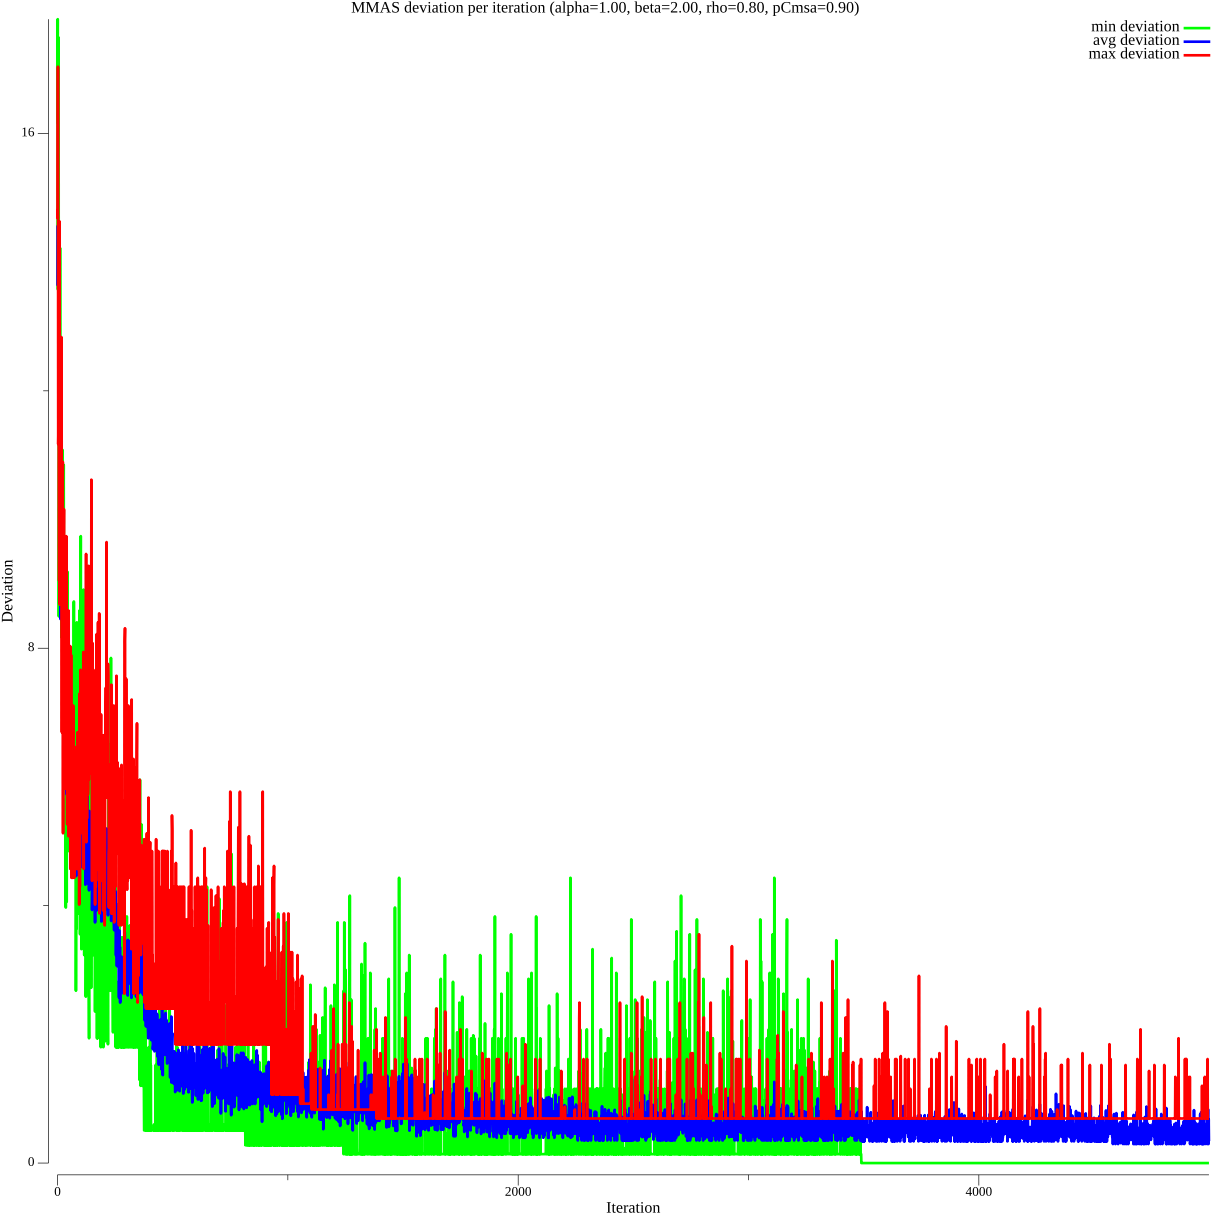 MMAS deviation per iteration (alpha=1.00, beta=2.00, rho=0.80, pCmsa=0.90)
min deviation
avg deviation
max deviation
16
8
0
Deviation
0
2000
4000
Iteration